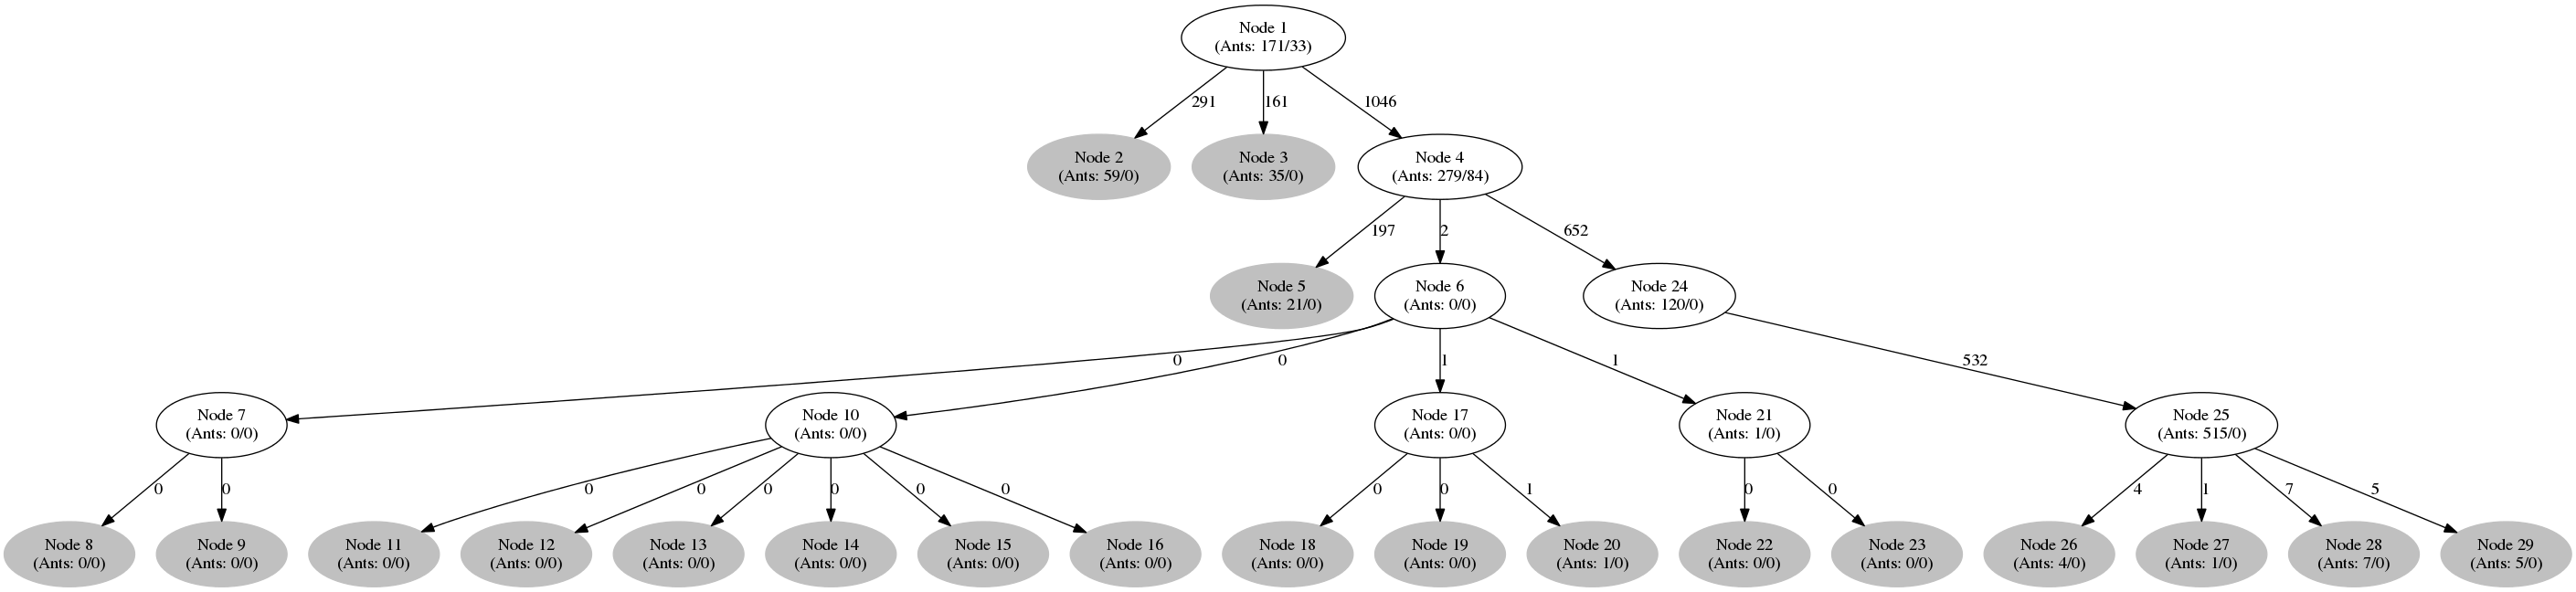 Node 1
(Ants: 171/33)
291
161
1046
Node 2
(Ants: 59/0)
Node 3
(Ants: 35/0)
Node 4
(Ants: 279/84)
197
2
652
Node 5
(Ants: 21/0)
Node 6
(Ants: 0/0)
Node 24
(Ants: 120/0)
0
0
1
1
532
Node 7
(Ants: 0/0)
Node 10
(Ants: 0/0)
Node 17
(Ants: 0/0)
Node 21
(Ants: 1/0)
Node 25
(Ants: 515/0)
0
0
0
0
0
0
0
0
0
0
1
0
0
4
1
7
5
Node 8
(Ants: 0/0)
Node 9
(Ants: 0/0)
Node 11
(Ants: 0/0)
Node 12
(Ants: 0/0)
Node 13
(Ants: 0/0)
Node 14
(Ants: 0/0)
Node 15
(Ants: 0/0)
Node 16
(Ants: 0/0)
Node 18
(Ants: 0/0)
Node 19
(Ants: 0/0)
Node 20
(Ants: 1/0)
Node 22
(Ants: 0/0)
Node 23
(Ants: 0/0)
Node 26
(Ants: 4/0)
Node 27
(Ants: 1/0)
Node 28
(Ants: 7/0)
Node 29
(Ants: 5/0)